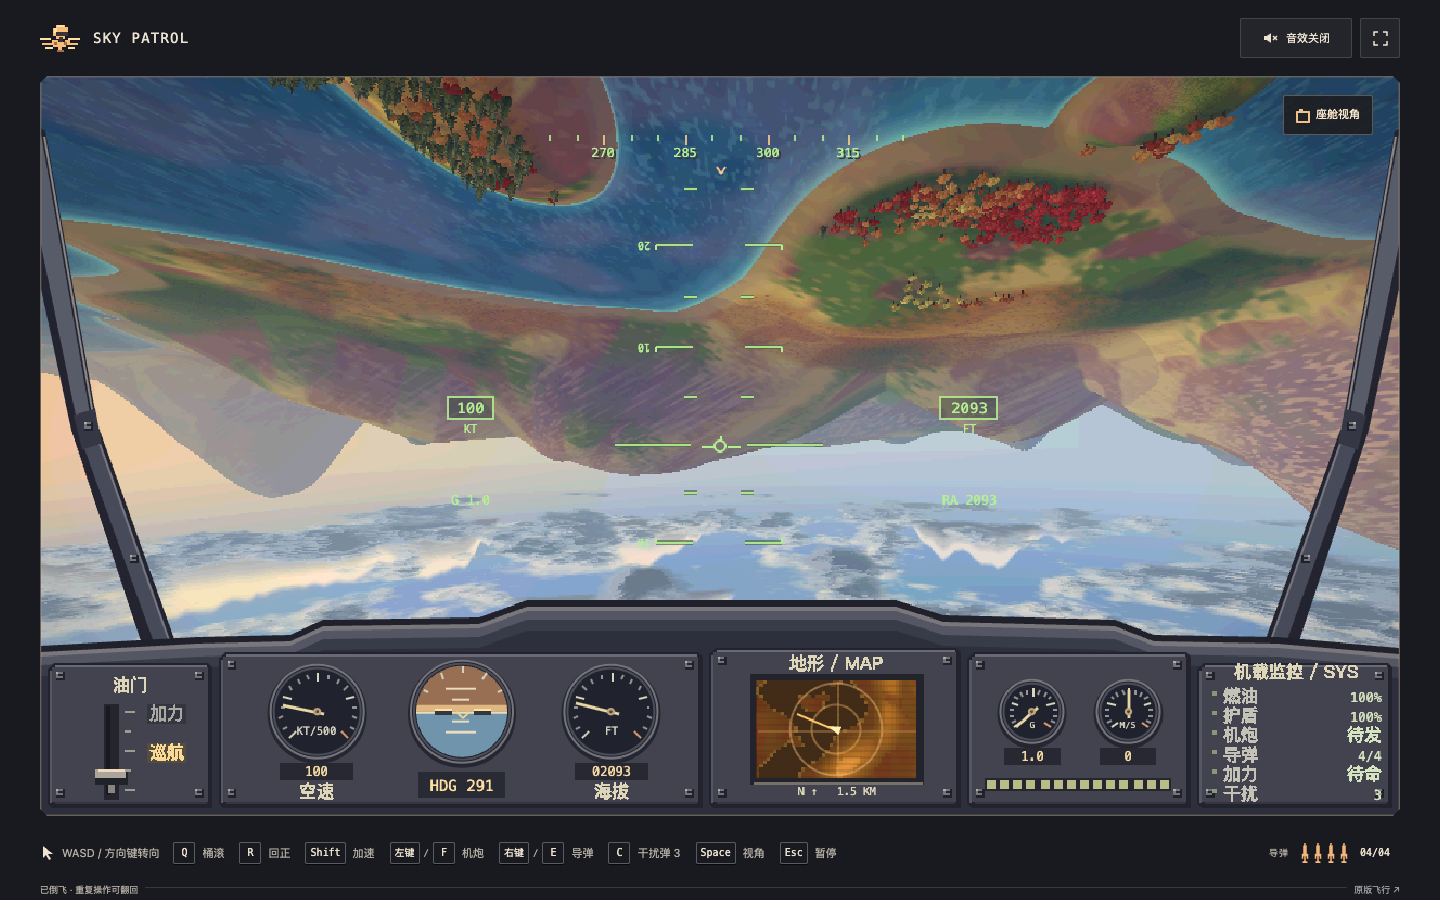 SKY PATROL
音效关闭
座舱视角
270 285 300 315
20
10
100
KT
2093
FT
G 1.0
RA 2093
油门
加力
巡航
KT/500
100
空速
HDG 291
FT
02093
海拔
地形 / MAP
N ↑ 1.5 KM
G
1.0
M/S
0
机载监控 / SYS
燃油 100%
护盾 100%
机炮 待发
导弹 4/4
加力 待命
干扰 3
WASD / 方向键转向 Q 桶滚 R 回正 Shift 加速 左键 / F 机炮 右键 / E 导弹 C 干扰弹 3 Space 视角 Esc 暂停
导弹 04/04
已倒飞 · 重复操作可翻回
原版飞行 ↗